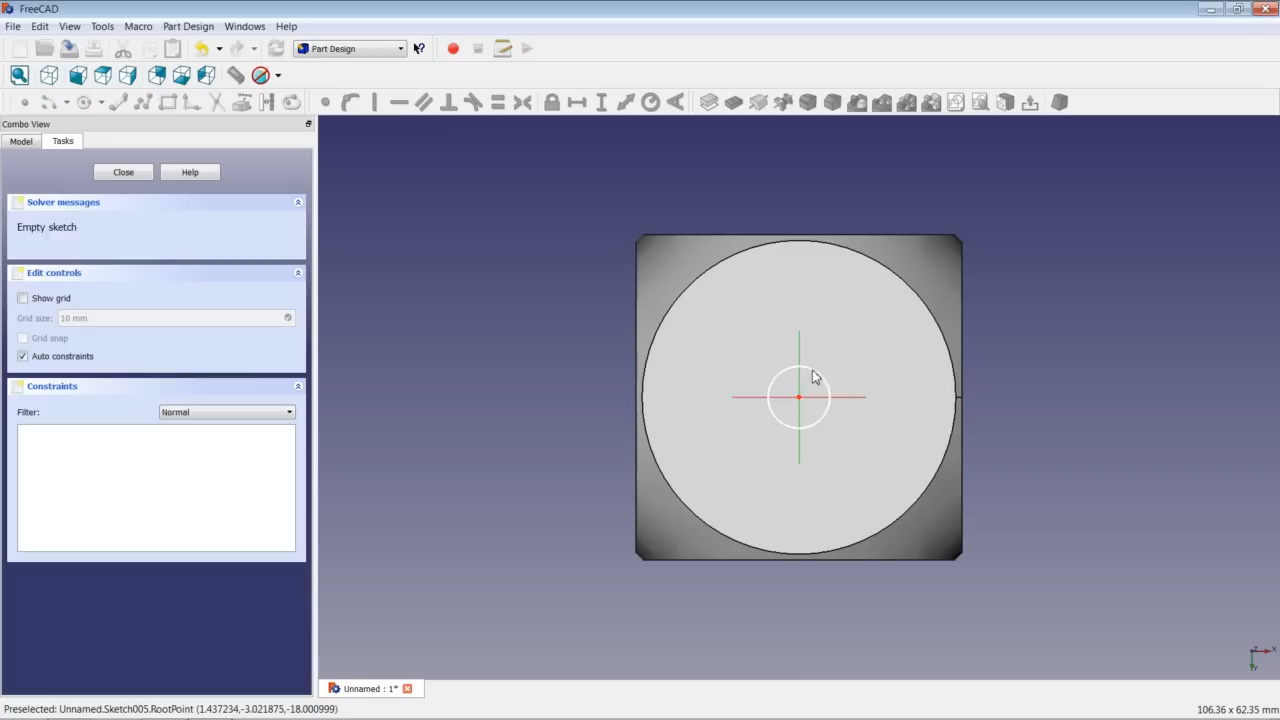 FreeCAD
File Edit View Tools Macro Part Design Windows Help
Part Design
Combo View
Model Tasks
Close Help
Solver messages
Empty sketch
Edit controls
Show grid
Grid size: 10 mm
Grid snap
Auto constraints
Constraints
Filter: Normal
X
Y
Unnamed : 1*
Preselected: Unnamed.Sketch005.RootPoint (1.437234,-3.021875,-18.000999) 106.36 x 62.35 mm